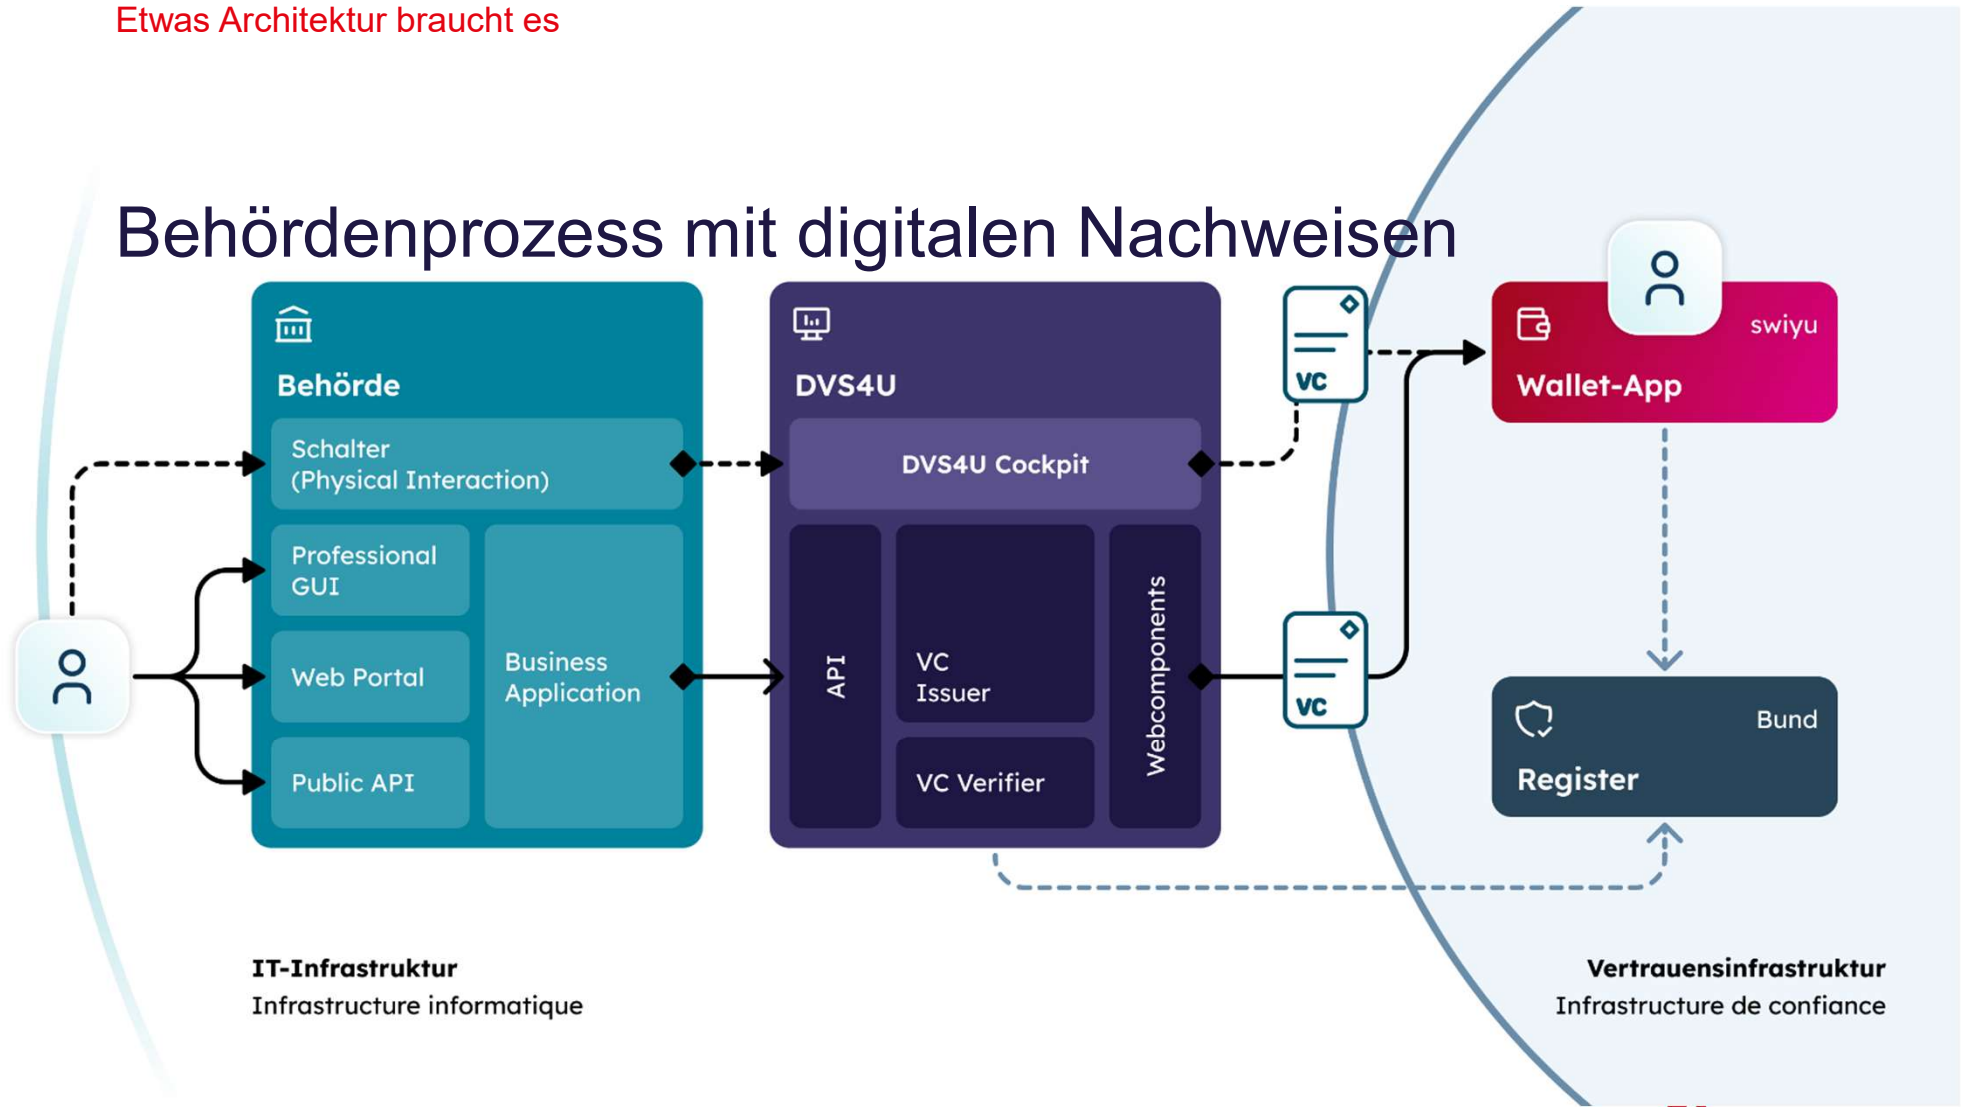 Etwas Architektur braucht es
Behördenprozess mit digitalen Nachweisen
Behörde
Schalter
(Physical Interaction)
Professional
GUI
Web Portal
Public API
Business
Application
DVS4U
DVS4U Cockpit
API
VC
Issuer
VC Verifier
Webcomponents
VC
VC
swiyu
Wallet-App
Bund
Register
IT-Infrastruktur
Infrastructure informatique
Vertrauensinfrastruktur
Infrastructure de confiance